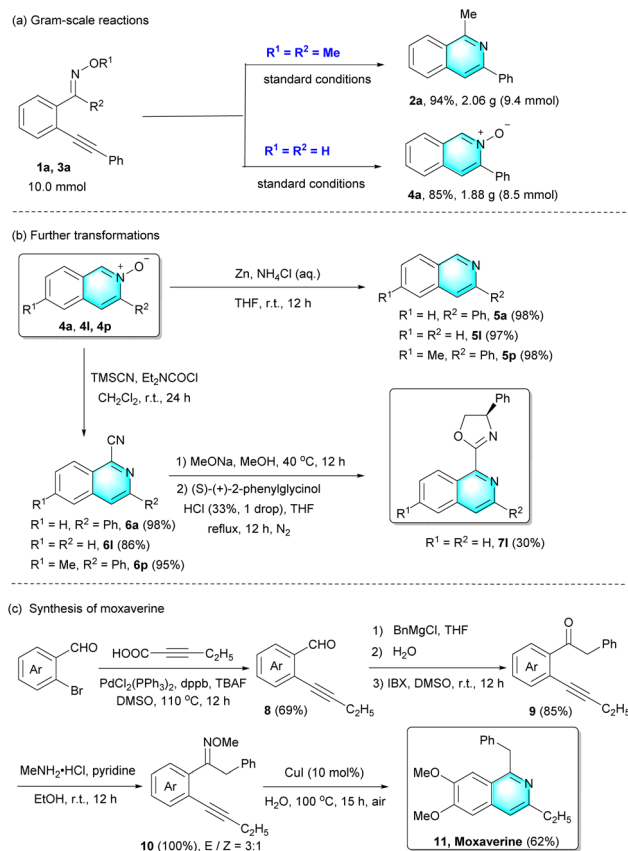 (a) Gram-scale reactions
N
O
R¹
R²
Ph
1a, 3a
10.0 mmol
R¹ = R² = Me
standard conditions
R¹ = R² = H
standard conditions
Me
N
Ph
2a, 94%, 2.06 g (9.4 mmol)
N
+
O
−
Ph
4a, 85%, 1.88 g (8.5 mmol)
(b) Further transformations
N
+
O
−
R¹
R²
4a, 4l, 4p
Zn, NH₄Cl (aq.)
THF, r.t., 12 h
N
R¹
R²
R¹ = H, R² = Ph, 5a (98%)
R¹ = R² = H, 5l (97%)
R¹ = Me, R² = Ph, 5p (98%)
TMSCN, Et₂NCOCl
CH₂Cl₂, r.t., 24 h
CN
N
R¹
R²
R¹ = H, R² = Ph, 6a (98%)
R¹ = R² = H, 6l (86%)
R¹ = Me, R² = Ph, 6p (95%)
1) MeONa, MeOH, 40 °C, 12 h
2) (S)-(+)-2-phenylglycinol
HCl (33%, 1 drop), THF
reflux, 12 h, N₂
Ph
O
N
N
R¹
R²
R¹ = R² = H, 7l (30%)
(c) Synthesis of moxaverine
CHO
Ar
Br
HOOC
C₂H₅
PdCl₂(PPh₃)₂, dppb, TBAF
DMSO, 110 °C, 12 h
CHO
Ar
C₂H₅
8 (69%)
1) BnMgCl, THF
2) H₂O
3) IBX, DMSO, r.t., 12 h
O
Ph
Ar
C₂H₅
9 (85%)
MeNH₂•HCl, pyridine
EtOH, r.t., 12 h
NOMe
Ph
Ar
C₂H₅
10 (100%), E / Z = 3:1
CuI (10 mol%)
H₂O, 100 °C, 15 h, air
Ph
MeO
N
MeO
C₂H₅
11, Moxaverine (62%)